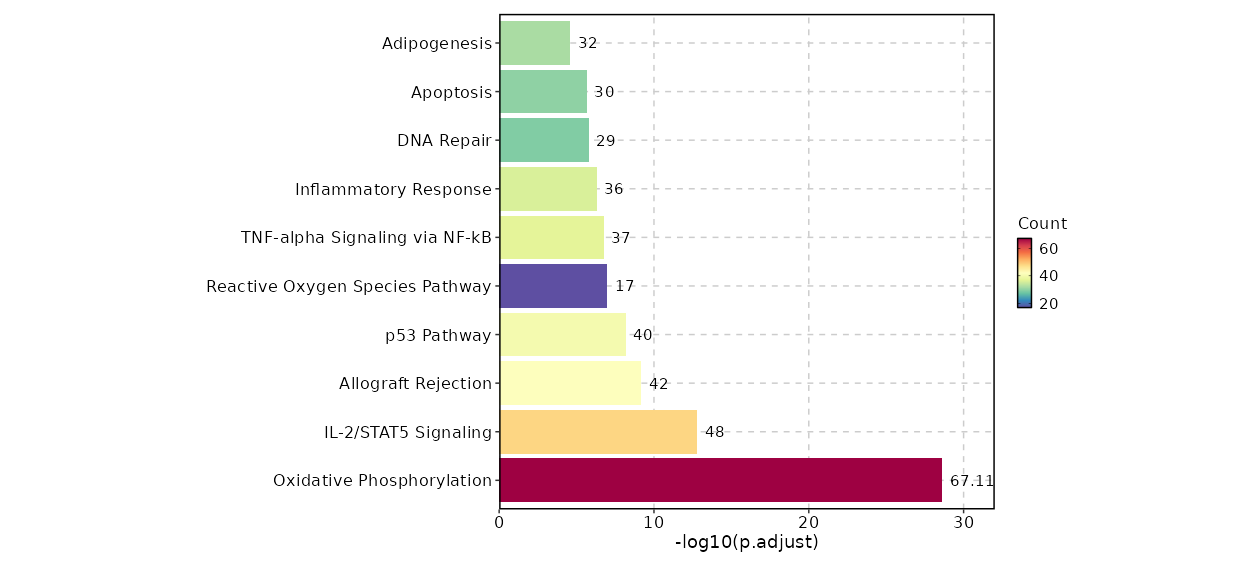 Adipogenesis 32
Apoptosis 30
DNA Repair 29
Inflammatory Response 36
TNF-alpha Signaling via NF-kB 37
Reactive Oxygen Species Pathway 17
p53 Pathway 40
Allograft Rejection 42
IL-2/STAT5 Signaling 48
Oxidative Phosphorylation 67.11
0 10 20 30
-log10(p.adjust)
Count
60
40
20